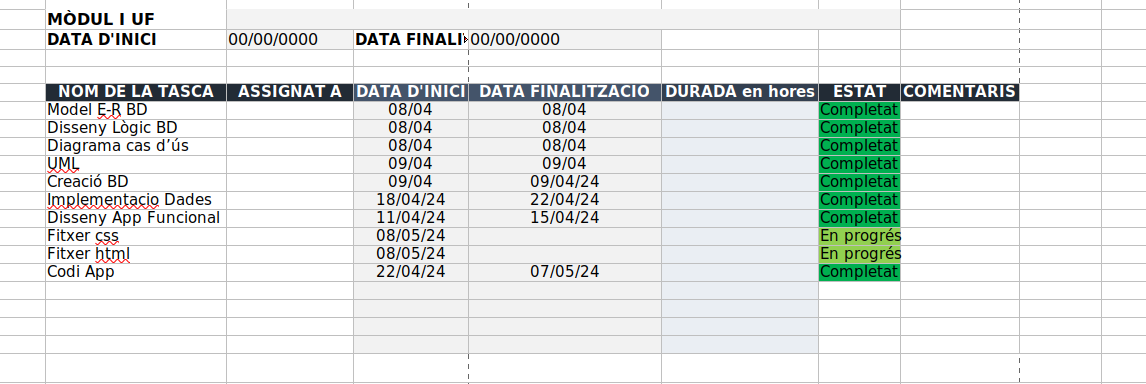 MÒDUL I UF
DATA D'INICI 00/00/0000 DATA FINALI 00/00/0000
NOM DE LA TASCA ASSIGNAT A DATA D'INICI DATA FINALITZACIO DURADA en hores ESTAT COMENTARIS
Model E-R BD 08/04 08/04 Completat
Disseny Lògic BD 08/04 08/04 Completat
Diagrama cas d’ús 08/04 08/04 Completat
UML 09/04 09/04 Completat
Creació BD 09/04 09/04/24 Completat
Implementacio Dades 18/04/24 22/04/24 Completat
Disseny App Funcional 11/04/24 15/04/24 Completat
Fitxer css 08/05/24 En progrés
Fitxer html 08/05/24 En progrés
Codi App 22/04/24 07/05/24 Completat